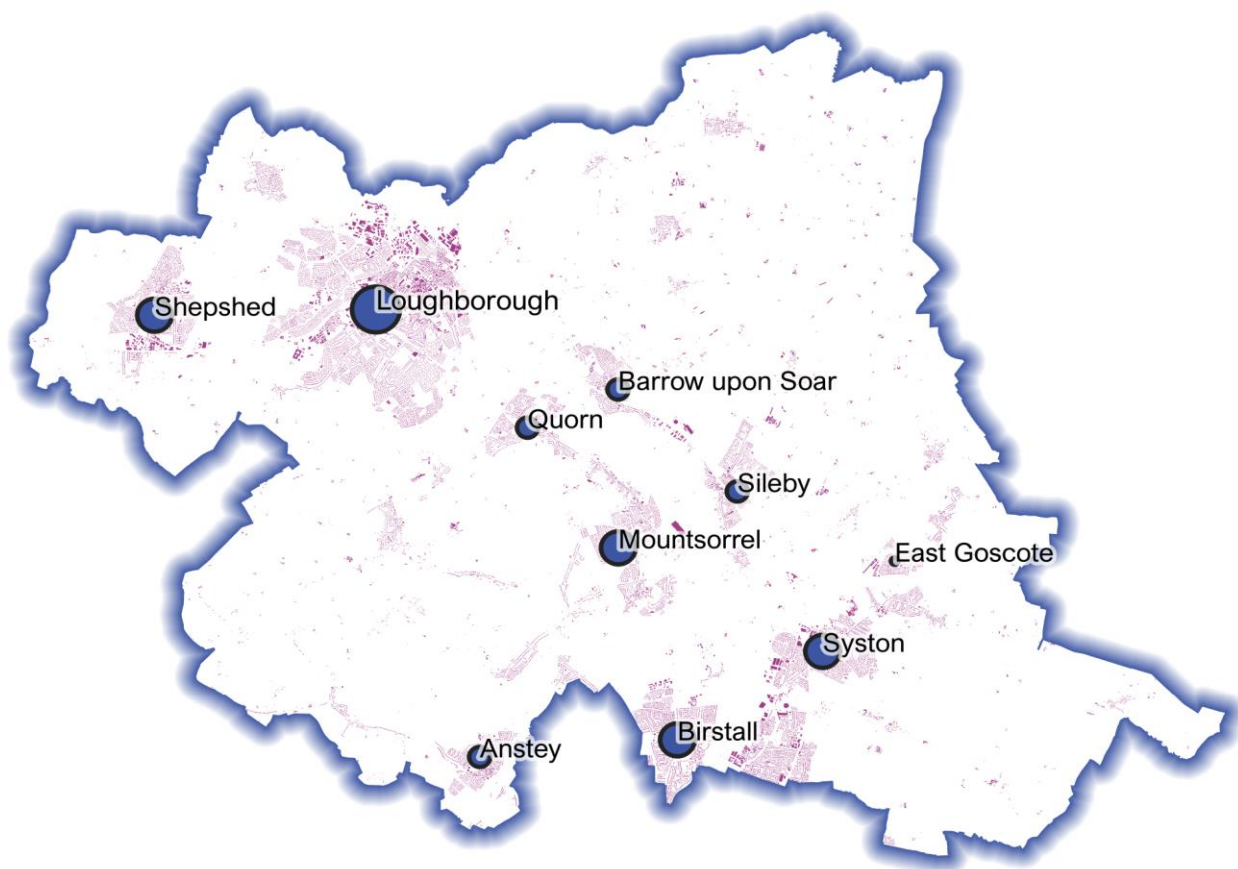 Shepshed
Loughborough
Barrow upon Soar
Quorn
Sileby
Mountsorrel
East Goscote
Syston
Birstall
Anstey